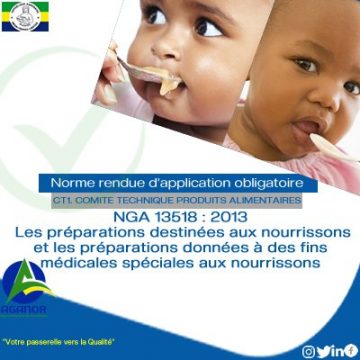 Norme rendue d'application obligatoire
CT1. COMITE TECHNIQUE PRODUITS ALIMENTAIRES
NGA 13518 : 2013
Les préparations destinées aux nourrissons
et les préparations données à des fins
médicales spéciales aux nourrissons
AGANOR
"Votre passerelle vers la Qualité"